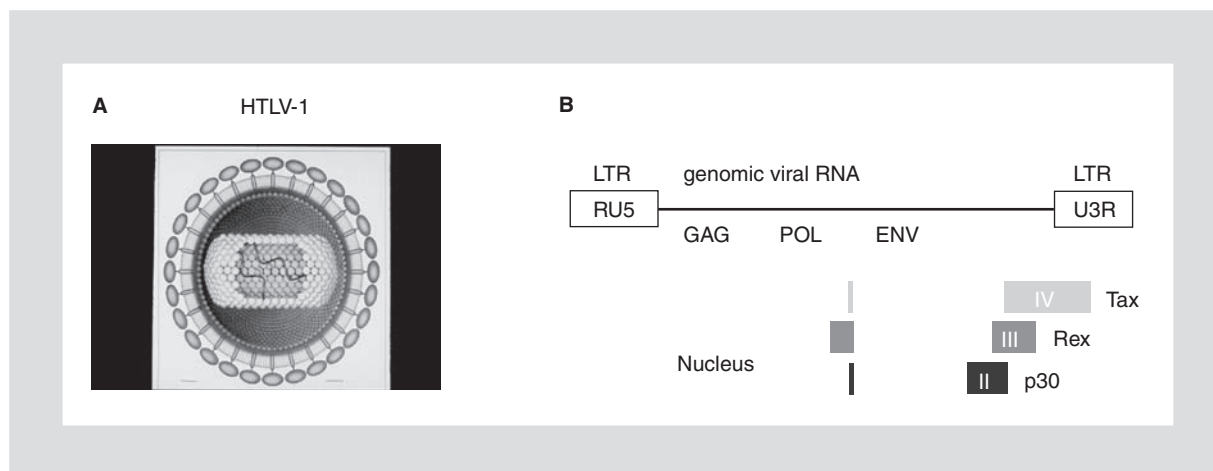 A HTLV-1
B
LTR genomic viral RNA LTR
RU5 U3R
GAG POL ENV
IV Tax
III Rex
Nucleus
II p30